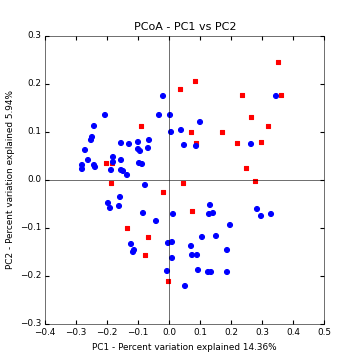 PCoA - PC1 vs PC2
0.3
0.2
0.1
0.0
−0.1
−0.2
−0.3
PC2 - Percent variation explained 5.94%
−0.4 −0.3 −0.2 −0.1 0.0 0.1 0.2 0.3 0.4 0.5
PC1 - Percent variation explained 14.36%